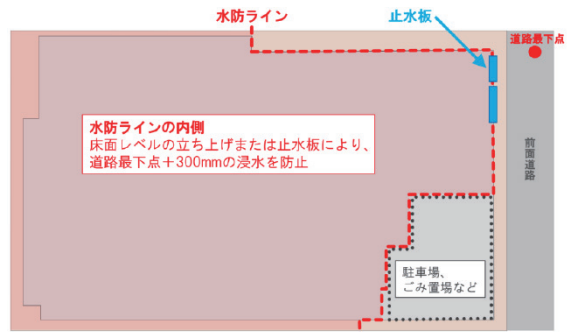 水防ライン
止水板
道路最下点
水防ラインの内側
床面レベルの立ち上げまたは止水板により、
道路最下点+300mmの浸水を防止
前面道路
駐車場、
ごみ置場など